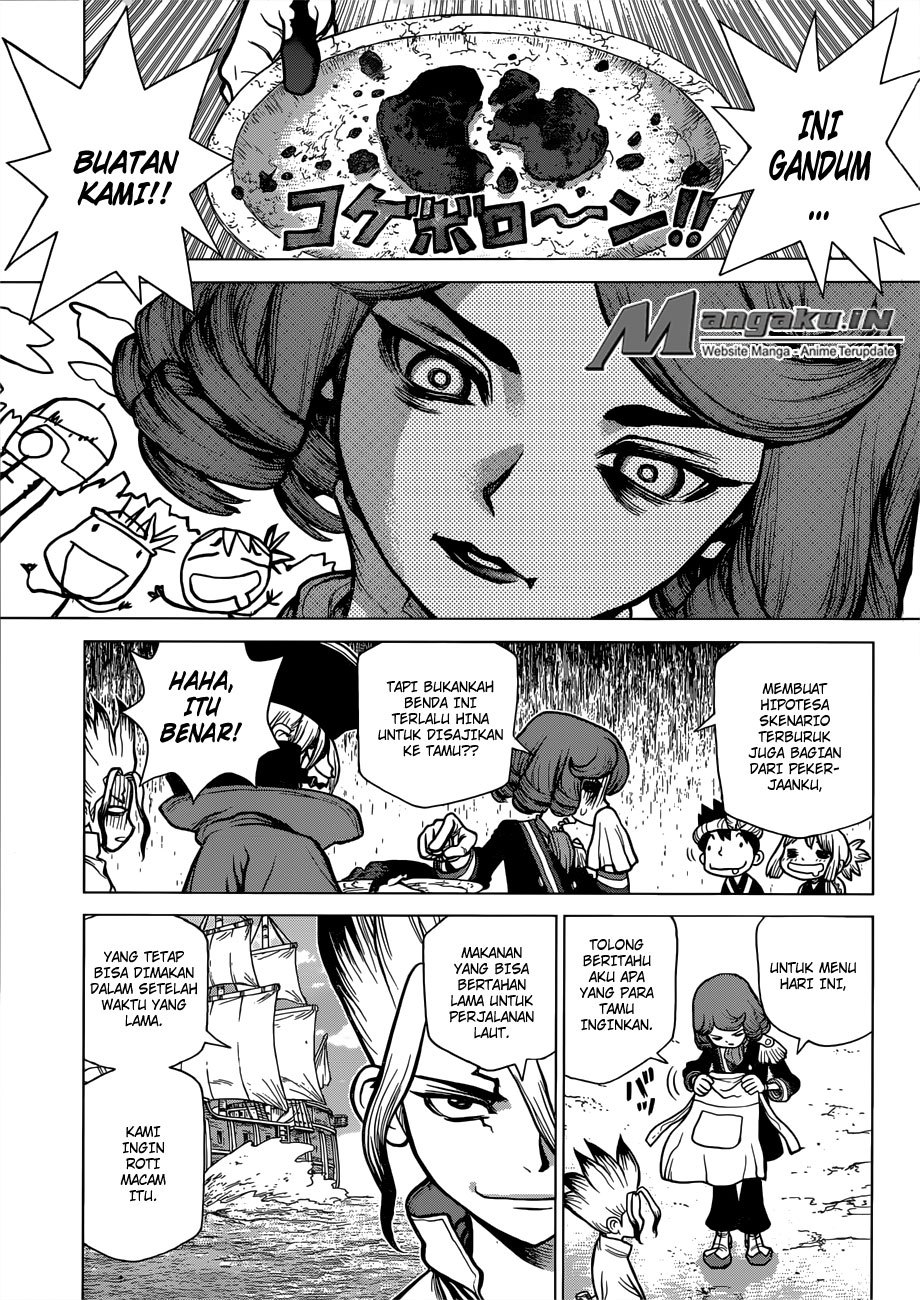 INI
GANDUM
...
BUATAN
KAMI!!
コゲボロ〜ン!!
Mangaku.IN
Website Manga - Anime Terupdate
MEMBUAT
HIPOTESA
SKENARIO
TERBURUK
JUGA BAGIAN
DARI PEKER-
JAANKU,
TAPI BUKANKAH
BENDA INI
TERLALU HINA
UNTUK DISAJIKAN
KE TAMU??
HAHA,
ITU
BENAR!
UNTUK MENU
HARI INI,
TOLONG
BERITAHU
AKU APA
YANG PARA
TAMU
INGINKAN.
バッ
MAKANAN
YANG BISA
BERTAHAN
LAMA UNTUK
PERJALANAN
LAUT.
YANG TETAP
BISA DIMAKAN
DALAM SETELAH
WAKTU YANG
LAMA.
KAMI
INGIN
ROTI
MACAM
ITU.